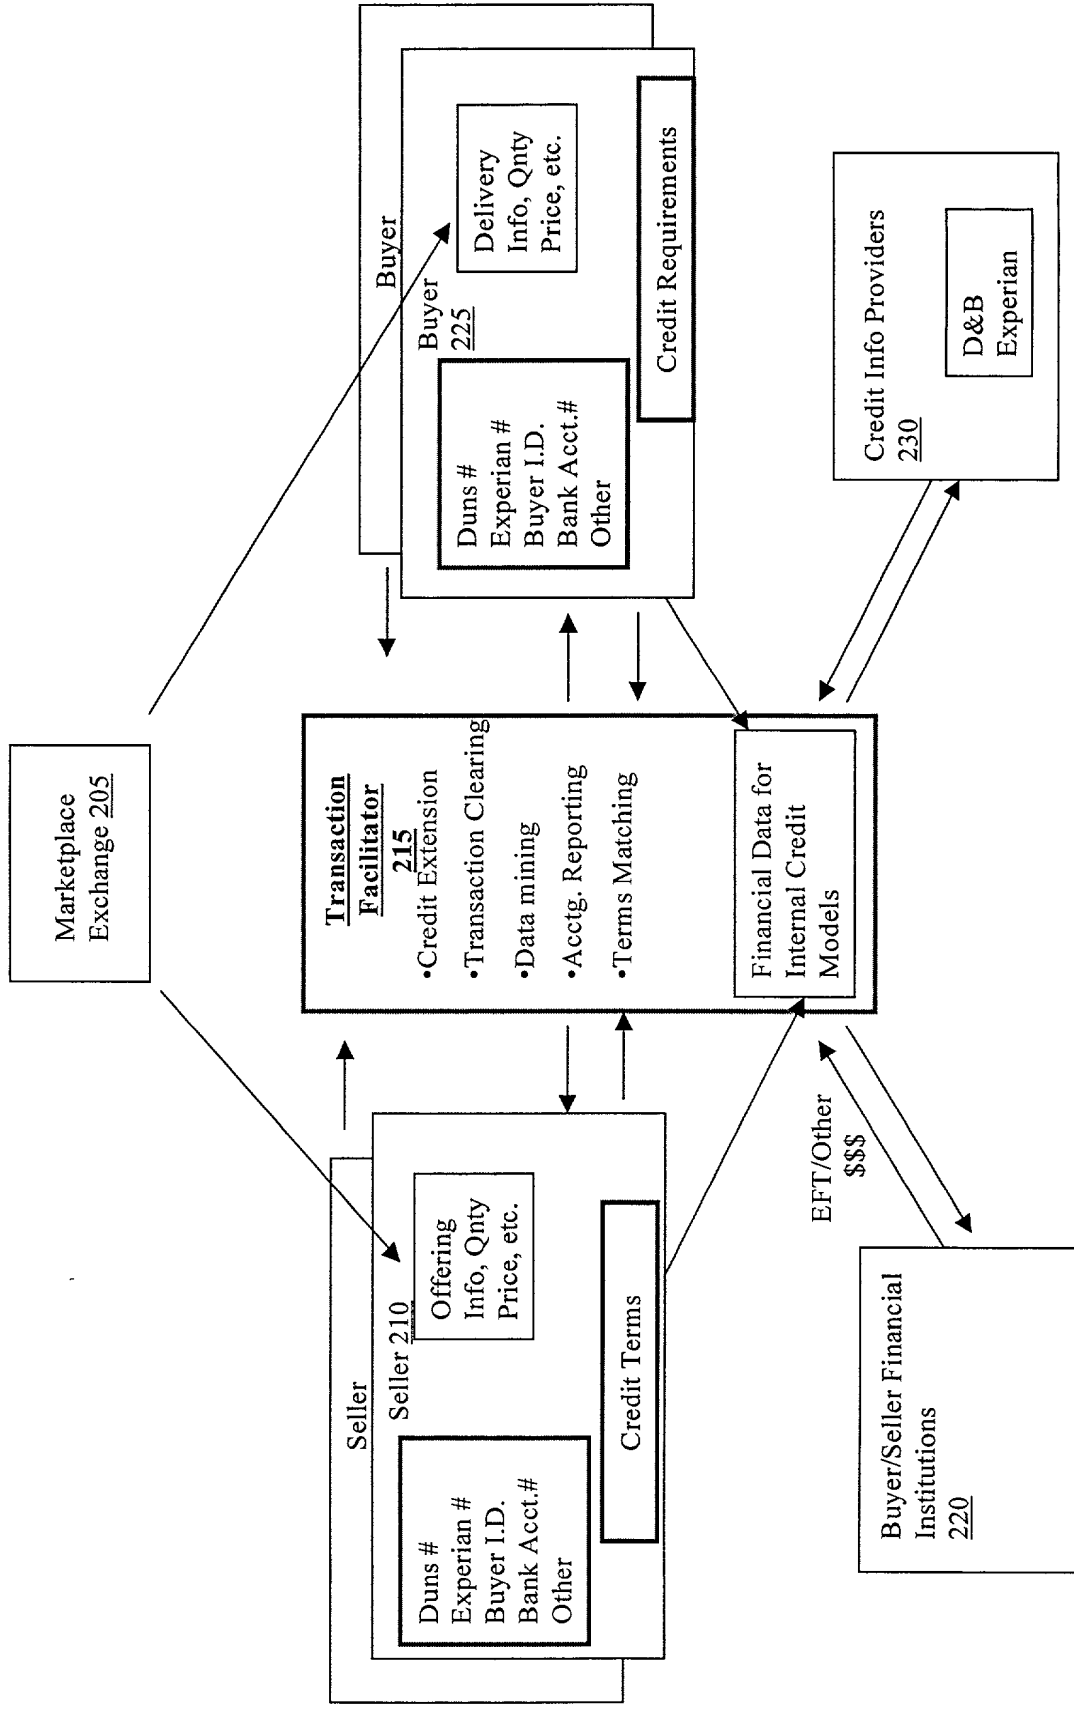 Marketplace
Exchange 205
Seller
Seller 210
Duns #
Experian #
Buyer I.D.
Bank Acct.#
Other
Offering
Info, Qnty
Price, etc.
Credit Terms
Transaction
Facilitator
215
•Credit Extension
•Transaction Clearing
•Data mining
•Acctg. Reporting
•Terms Matching
Financial Data for
Internal Credit
Models
Buyer
Buyer
225
Duns #
Experian #
Buyer I.D.
Bank Acct.#
Other
Delivery
Info, Qnty
Price, etc.
Credit Requirements
EFT/Other
$$$
Buyer/Seller Financial
Institutions
220
Credit Info Providers
230
D&B
Experian